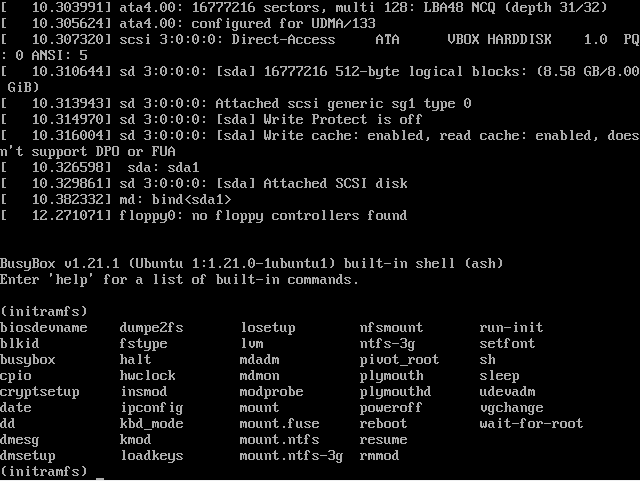 [   10.303991] ata4.00: 16777216 sectors, multi 128: LBA48 NCQ (depth 31/32)
[   10.305624] ata4.00: configured for UDMA/133
[   10.307320] scsi 3:0:0:0: Direct-Access     ATA      VBOX HARDDISK    1.0  PQ
: 0 ANSI: 5
[   10.310644] sd 3:0:0:0: [sda] 16777216 512-byte logical blocks: (8.58 GB/8.00
 GiB)
[   10.313943] sd 3:0:0:0: Attached scsi generic sg1 type 0
[   10.314970] sd 3:0:0:0: [sda] Write Protect is off
[   10.316004] sd 3:0:0:0: [sda] Write cache: enabled, read cache: enabled, does
n't support DPO or FUA
[   10.326598]  sda: sda1
[   10.329861] sd 3:0:0:0: [sda] Attached SCSI disk
[   10.382332] md: bind<sda1>
[   12.271071] floppy0: no floppy controllers found
BusyBox v1.21.1 (Ubuntu 1:1.21.0-1ubuntu1) built-in shell (ash)
Enter 'help' for a list of built-in commands.
(initramfs)
biosdevname    dumpe2fs       losetup        nfsmount       run-init
blkid          fstype         lvm            ntfs-3g        setfont
busybox        halt           mdadm          pivot_root     sh
cpio           hwclock        mdmon          plymouth       sleep
cryptsetup     insmod         modprobe       plymouthd      udevadm
date           ipconfig       mount          poweroff       vgchange
dd             kbd_mode       mount.fuse     reboot         wait-for-root
dmesg          kmod           mount.ntfs     resume
dmsetup        loadkeys       mount.ntfs-3g  rmmod
(initramfs) _